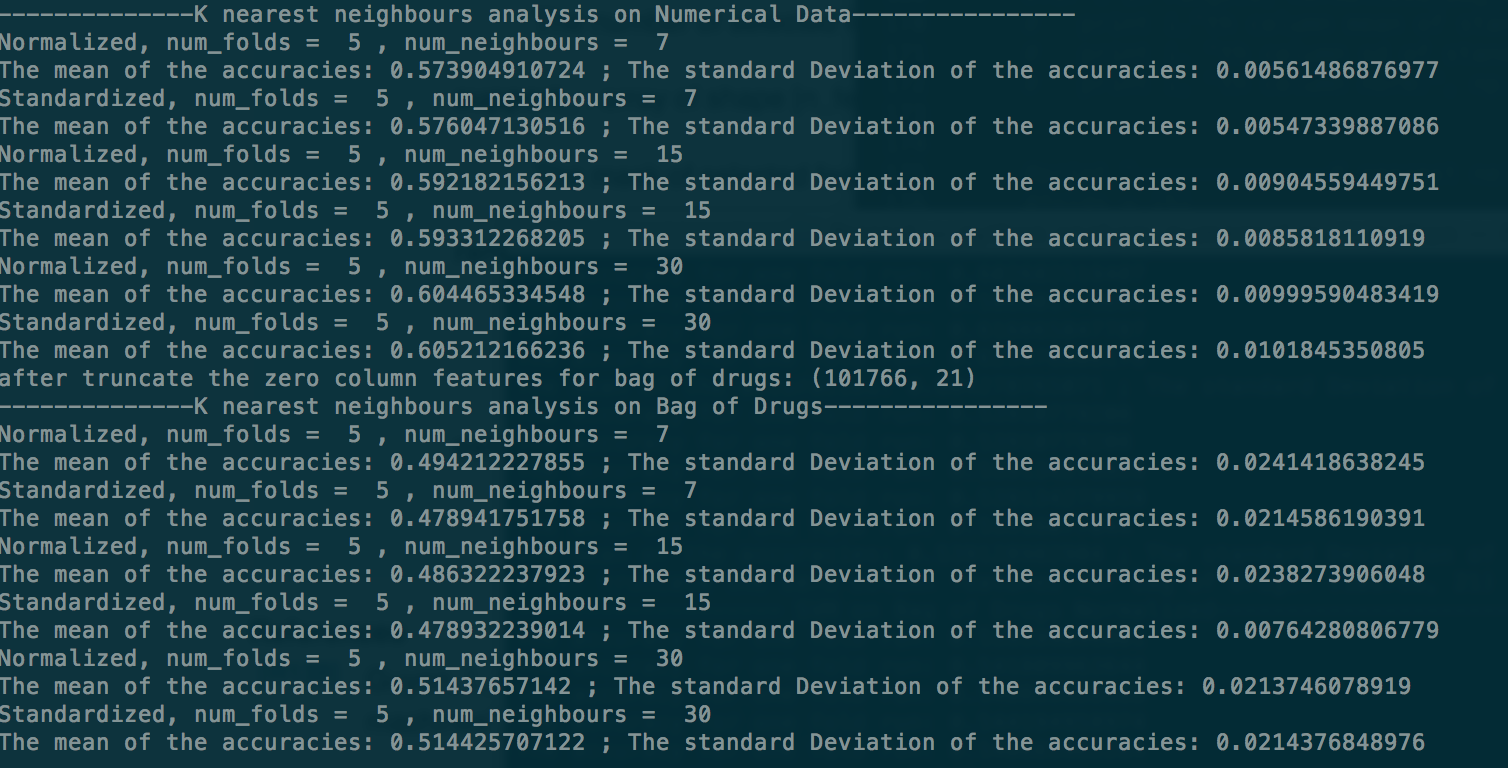 --------------K nearest neighbours analysis on Numerical Data----------------
Normalized, num_folds =  5 , num_neighbours =  7
The mean of the accuracies: 0.573904910724 ; The standard Deviation of the accuracies: 0.00561486876977
Standardized, num_folds =  5 , num_neighbours =  7
The mean of the accuracies: 0.576047130516 ; The standard Deviation of the accuracies: 0.00547339887086
Normalized, num_folds =  5 , num_neighbours =  15
The mean of the accuracies: 0.592182156213 ; The standard Deviation of the accuracies: 0.00904559449751
Standardized, num_folds =  5 , num_neighbours =  15
The mean of the accuracies: 0.593312268205 ; The standard Deviation of the accuracies: 0.0085818110919
Normalized, num_folds =  5 , num_neighbours =  30
The mean of the accuracies: 0.604465334548 ; The standard Deviation of the accuracies: 0.00999590483419
Standardized, num_folds =  5 , num_neighbours =  30
The mean of the accuracies: 0.605212166236 ; The standard Deviation of the accuracies: 0.0101845350805
after truncate the zero column features for bag of drugs: (101766, 21)
--------------K nearest neighbours analysis on Bag of Drugs----------------
Normalized, num_folds =  5 , num_neighbours =  7
The mean of the accuracies: 0.494212227855 ; The standard Deviation of the accuracies: 0.0241418638245
Standardized, num_folds =  5 , num_neighbours =  7
The mean of the accuracies: 0.478941751758 ; The standard Deviation of the accuracies: 0.0214586190391
Normalized, num_folds =  5 , num_neighbours =  15
The mean of the accuracies: 0.486322237923 ; The standard Deviation of the accuracies: 0.0238273906048
Standardized, num_folds =  5 , num_neighbours =  15
The mean of the accuracies: 0.478932239014 ; The standard Deviation of the accuracies: 0.00764280806779
Normalized, num_folds =  5 , num_neighbours =  30
The mean of the accuracies: 0.51437657142 ; The standard Deviation of the accuracies: 0.0213746078919
Standardized, num_folds =  5 , num_neighbours =  30
The mean of the accuracies: 0.514425707122 ; The standard Deviation of the accuracies: 0.0214376848976